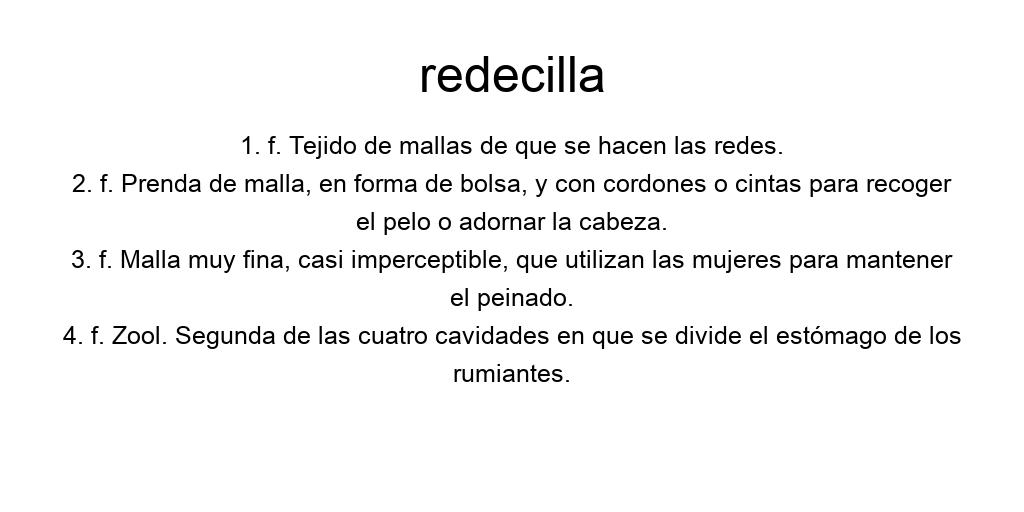 redecilla
1. f. Tejido de mallas de que se hacen las redes.
2. f. Prenda de malla, en forma de bolsa, y con cordones o cintas para recoger
el pelo o adornar la cabeza.
3. f. Malla muy fina, casi imperceptible, que utilizan las mujeres para mantener
el peinado.
4. f. Zool. Segunda de las cuatro cavidades en que se divide el estómago de los
rumiantes.